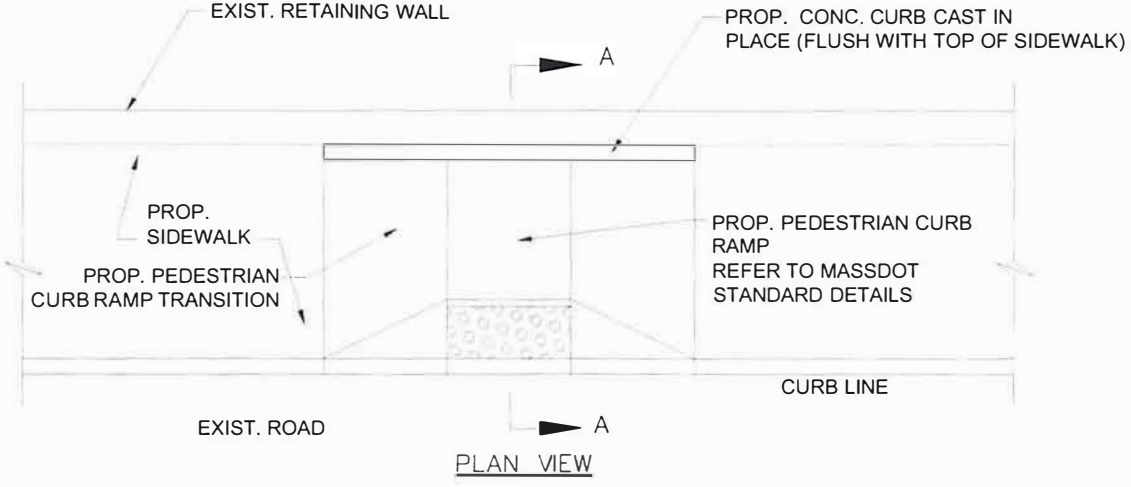 EXIST. RETAINING WALL
PROP. CONC. CURB CAST IN
PLACE (FLUSH WITH TOP OF SIDEWALK)
A
PROP.
SIDEWALK
PROP. PEDESTRIAN
CURB RAMP TRANSITION
PROP. PEDESTRIAN CURB
RAMP
REFER TO MASSDOT
STANDARD DETAILS
CURB LINE
EXIST. ROAD
A
PLAN VIEW